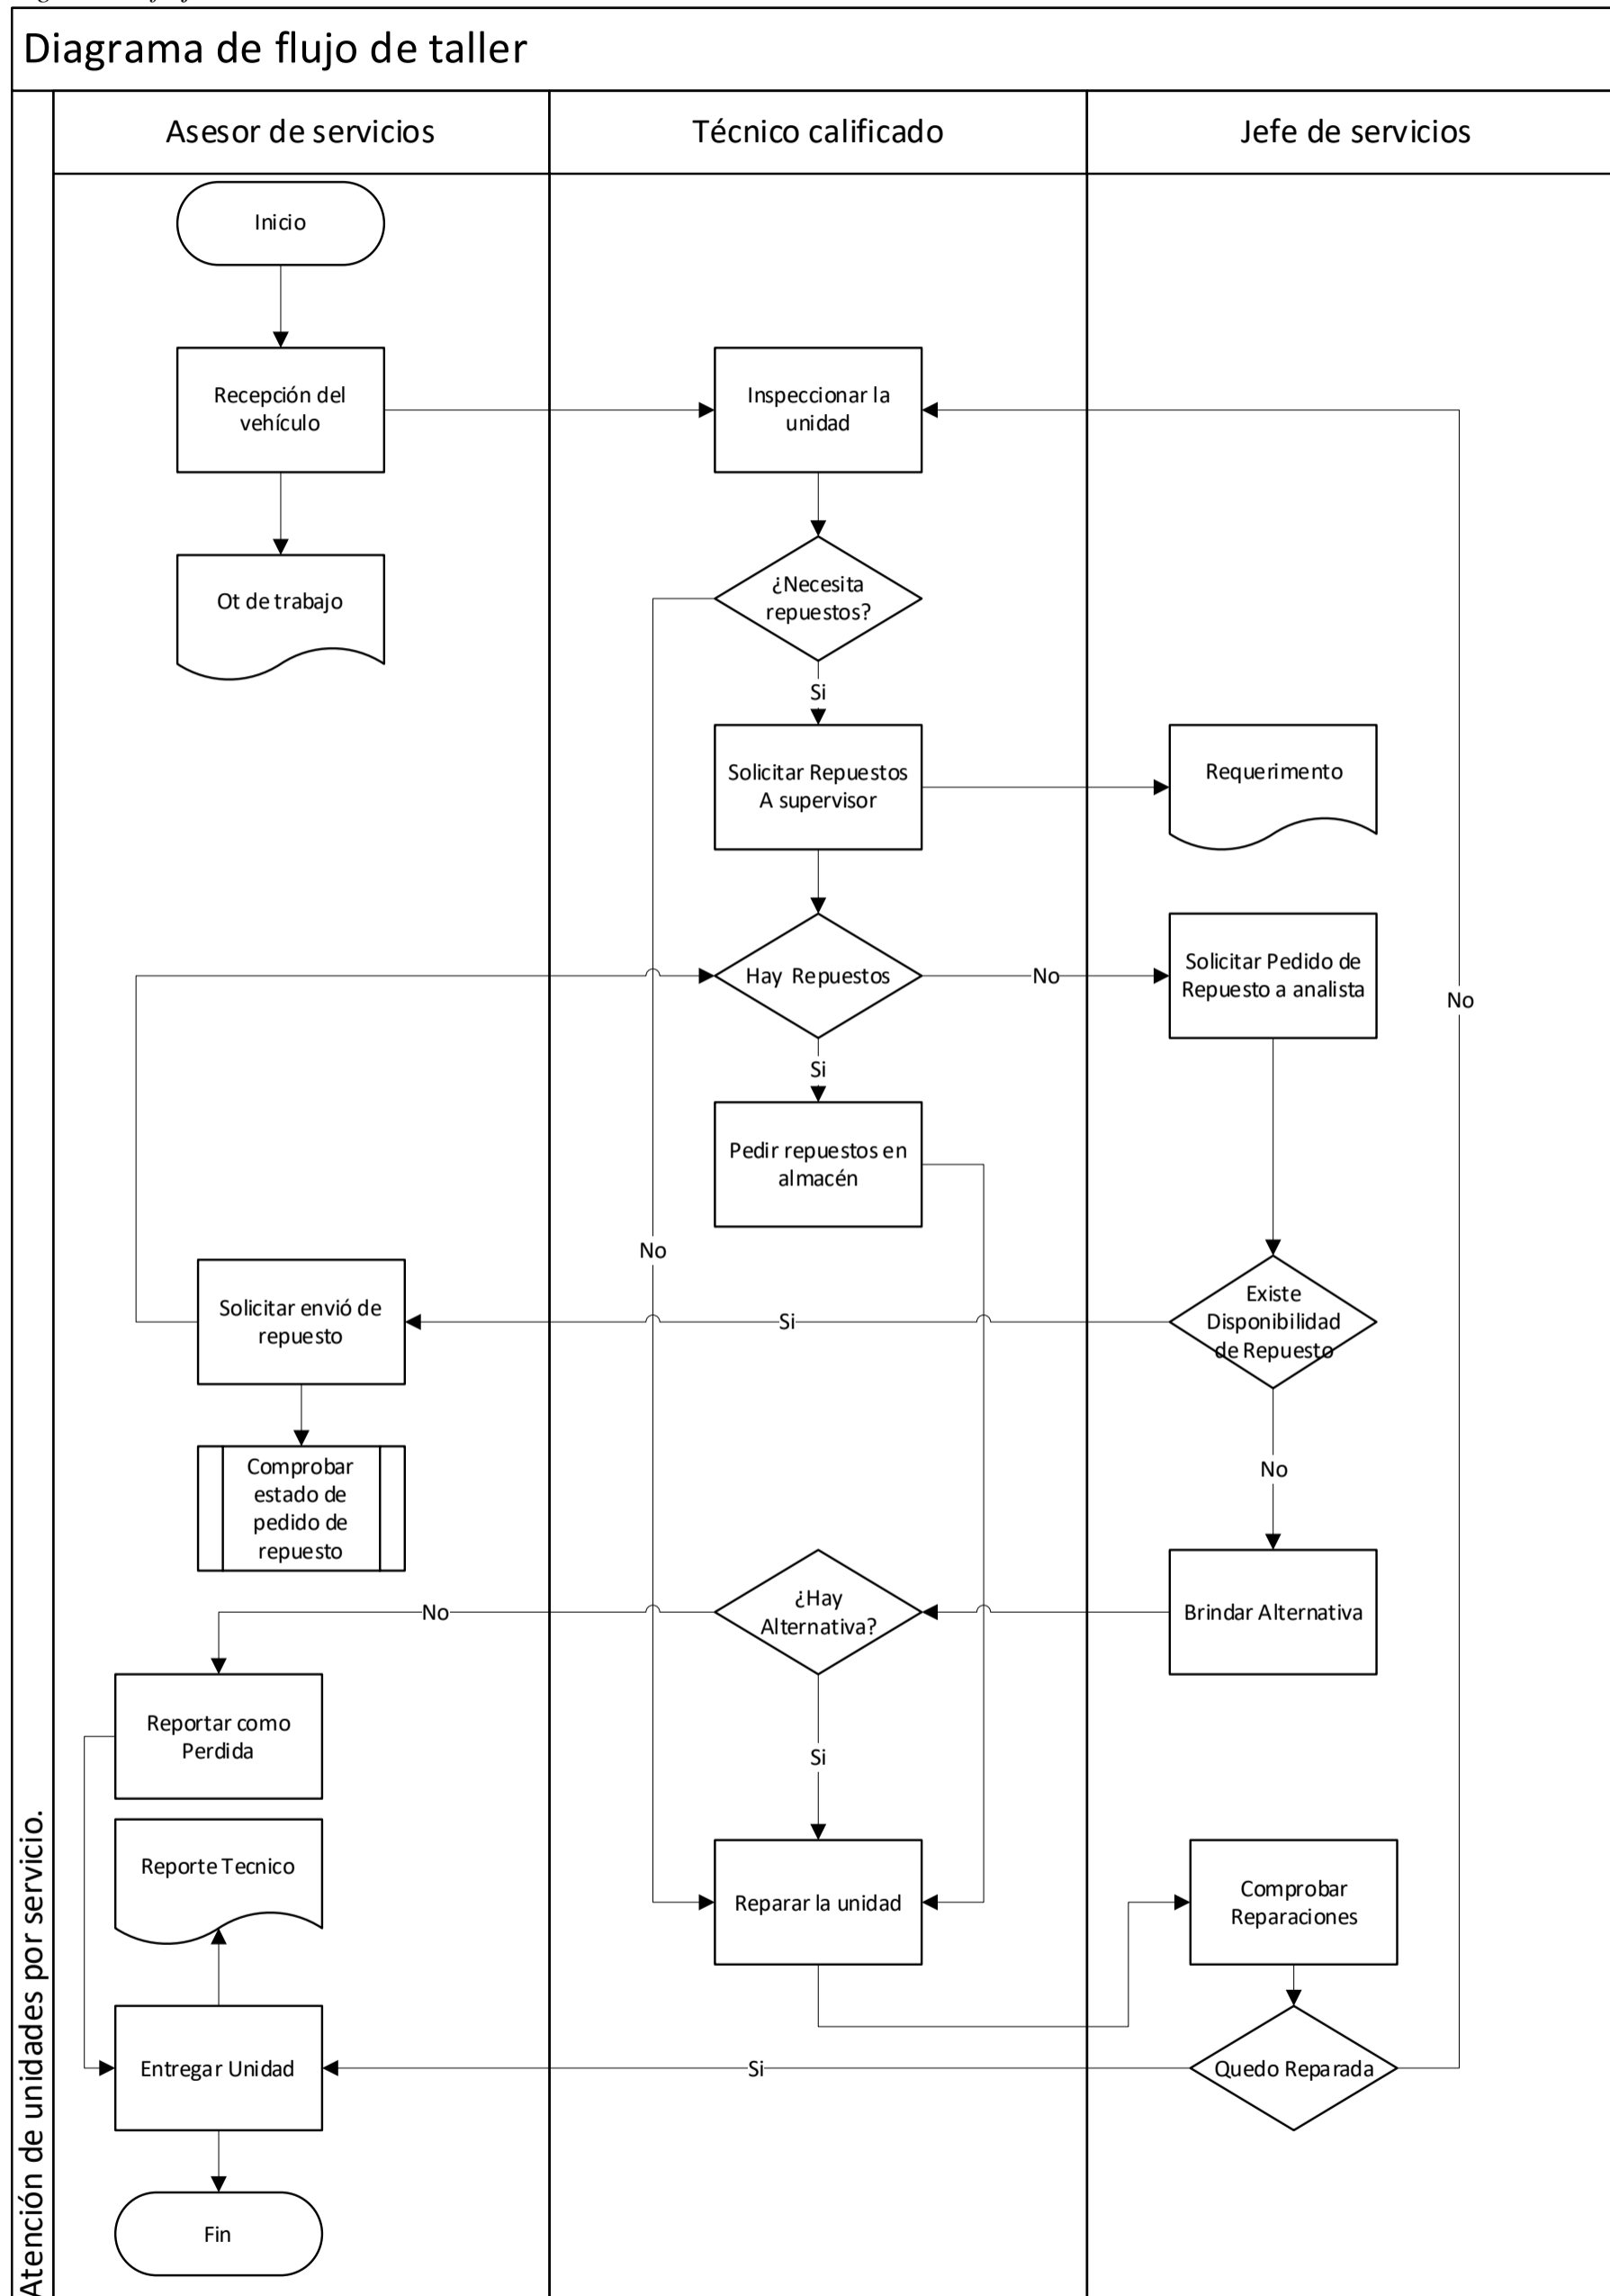 Diagrama de flujo de taller
Asesor de servicios
Técnico calificado
Jefe de servicios
Inicio
Recepción del
vehículo
Inspeccionar la
unidad
Ot de trabajo
¿Necesita
repuestos?
Si
Solicitar Repuestos
A supervisor
Requerimento
Hay Repuestos
No
Solicitar Pedido de
Repuesto a analista
No
Si
Pedir repuestos en
almacén
No
Solicitar envió de
repuesto
Si
Existe
Disponibilidad
de Repuesto
No
Comprobar
estado de
pedido de
repuesto
¿Hay
Alternativa?
Brindar Alternativa
No
Reportar como
Perdida
Si
Reporte Tecnico
Reparar la unidad
Comprobar
Reparaciones
Entregar Unidad
Si
Quedo Reparada
Fin
Atención de unidades por servicio.